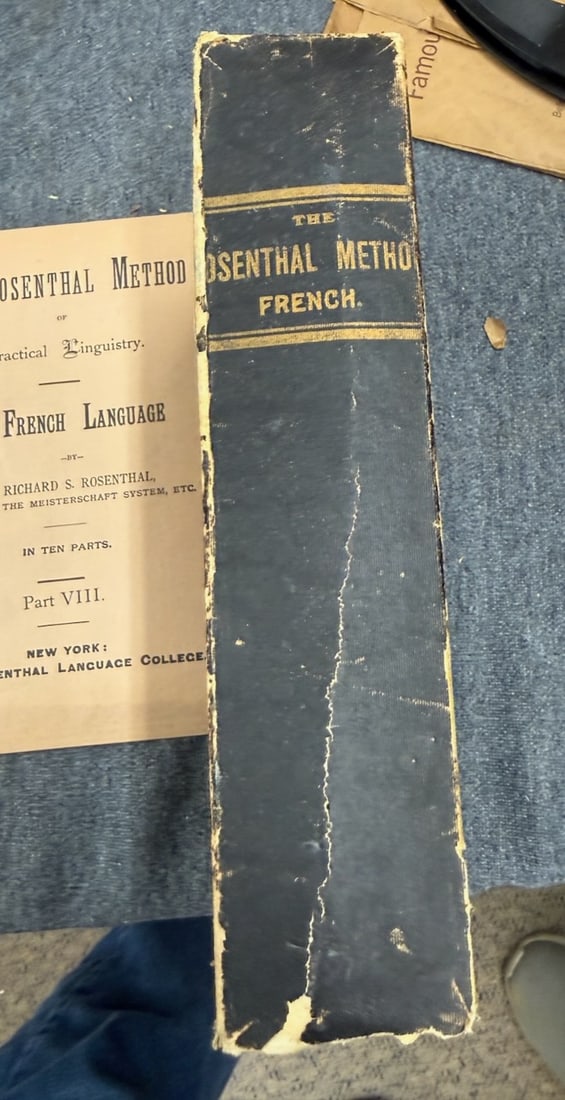 Famou
THE
OSENTHAL METHO
FRENCH.
OSENTHAL METHOD
OF
ractical Linguistry.
FRENCH LANGUAGE
—BY—
RICHARD S. ROSENTHAL,
THE MEISTERSCHAFT SYSTEM, ETC.
IN TEN PARTS.
Part VIII.
NEW YORK:
ENTHAL LANGUAGE COLLEGE